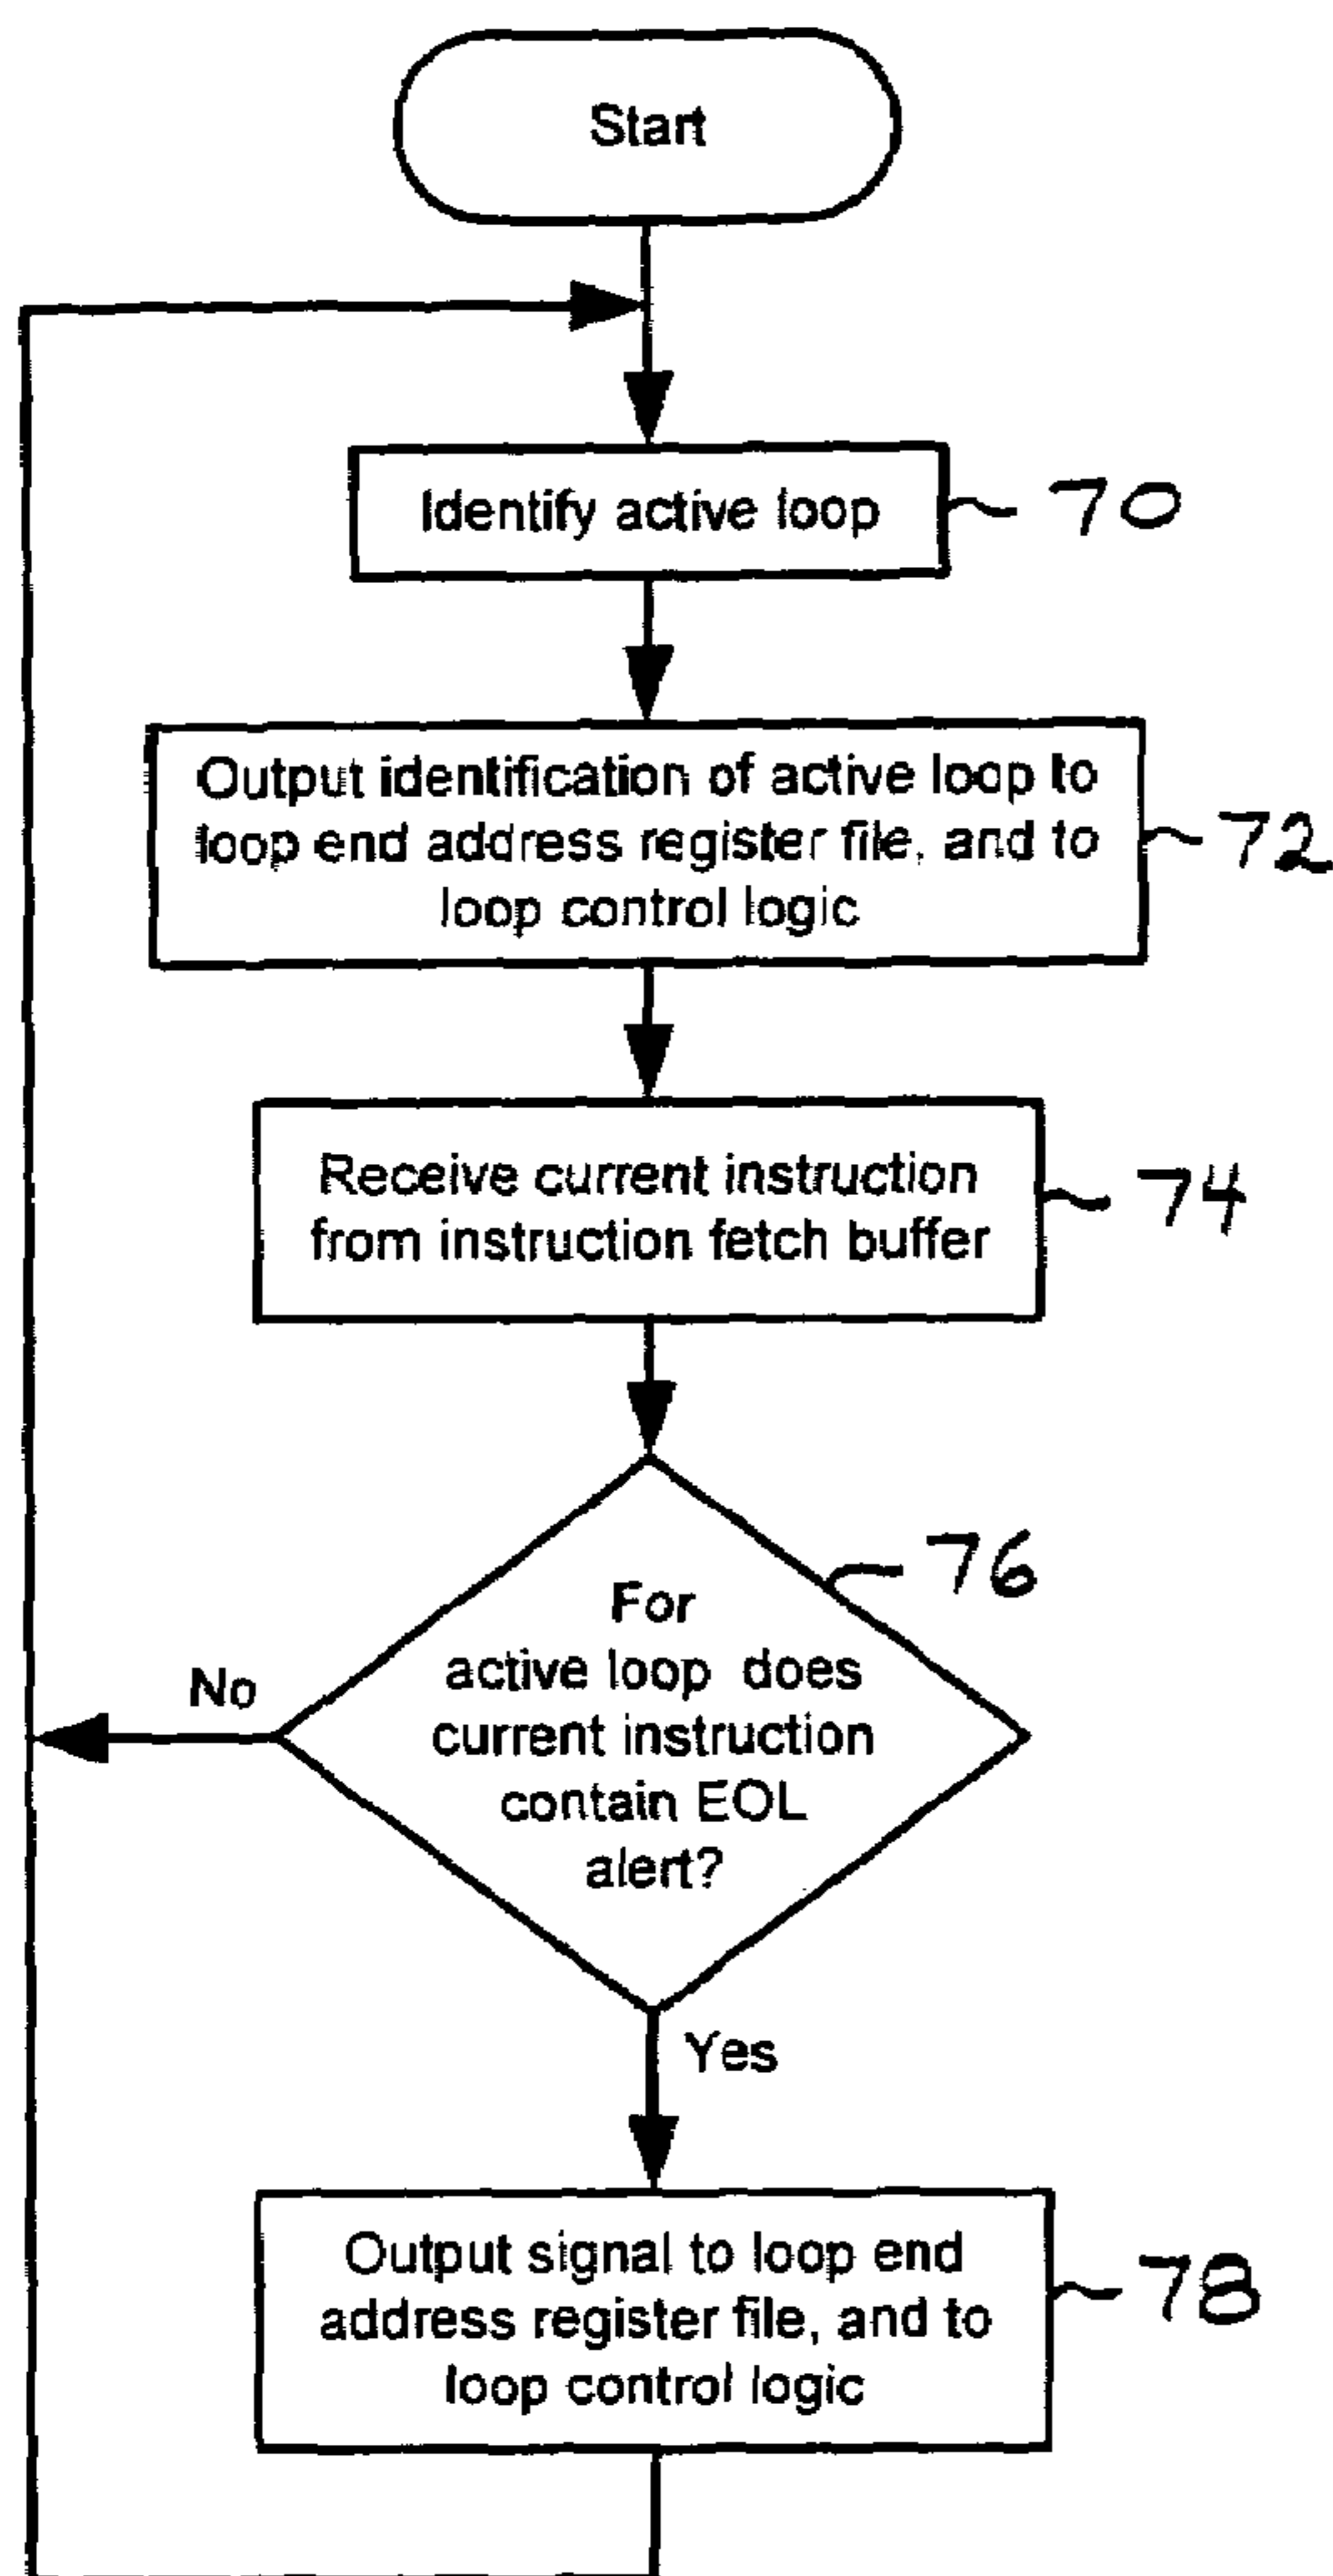 Start
Identify active loop
70
Output identification of active loop to
loop end address register file, and to
loop control logic
72
Receive current instruction
from instruction fetch buffer
74
For
active loop does
current instruction
contain EOL
alert?
76
No
Yes
Output signal to loop end
address register file, and to
loop control logic
78